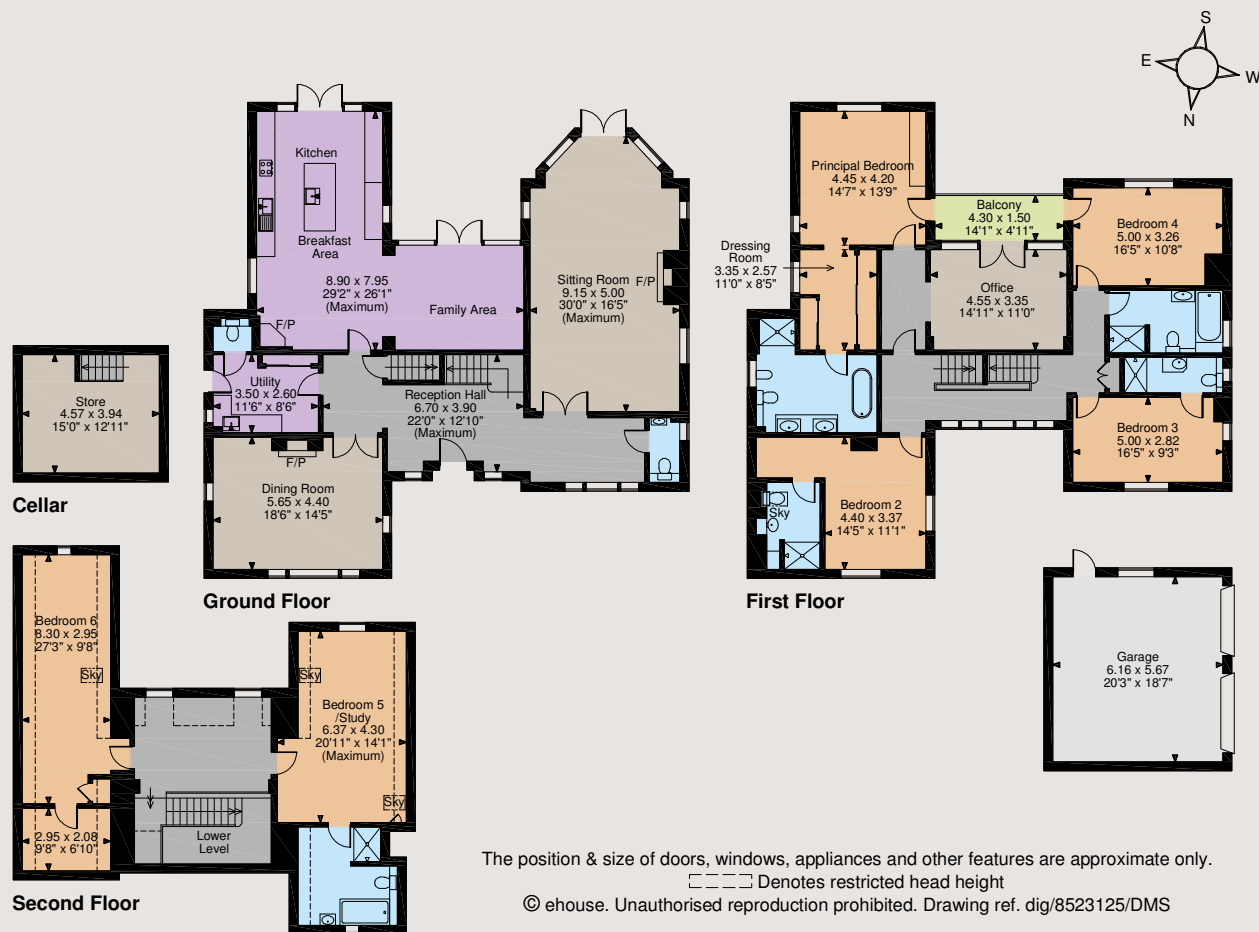 S
E
W
N
Kitchen
Breakfast
Area
8.90 x 7.95
29'2" x 26'1"
(Maximum)
Family Area
F/P
Sitting Room
9.15 x 5.00
30'0" x 16'5"
(Maximum)
F/P
Utility
3.50 x 2.60
11'6" x 8'6"
Reception Hall
6.70 x 3.90
22'0" x 12'10"
(Maximum)
F/P
Dining Room
5.65 x 4.40
18'6" x 14'5"
Ground Floor
Store
4.57 x 3.94
15'0" x 12'11"
Cellar
Principal Bedroom
4.45 x 4.20
14'7" x 13'9"
Balcony
4.30 x 1.50
14'1" x 4'11"
Bedroom 4
5.00 x 3.26
16'5" x 10'8"
Dressing
Room
3.35 x 2.57
11'0" x 8'5"
Office
4.55 x 3.35
14'11" x 11'0"
Bedroom 3
5.00 x 2.82
16'5" x 9'3"
Sky
Bedroom 2
4.40 x 3.37
14'5" x 11'1"
First Floor
Bedroom 6
8.30 x 2.95
27'3" x 9'8"
Sky
Sky
Bedroom 5
/Study
6.37 x 4.30
20'11" x 14'1"
(Maximum)
Sky
2.95 x 2.08
9'8" x 6'10"
Lower
Level
Second Floor
Garage
6.16 x 5.67
20'3" x 18'7"
The position & size of doors, windows, appliances and other features are approximate only.
Denotes restricted head height
© ehouse. Unauthorised reproduction prohibited. Drawing ref. dig/8523125/DMS